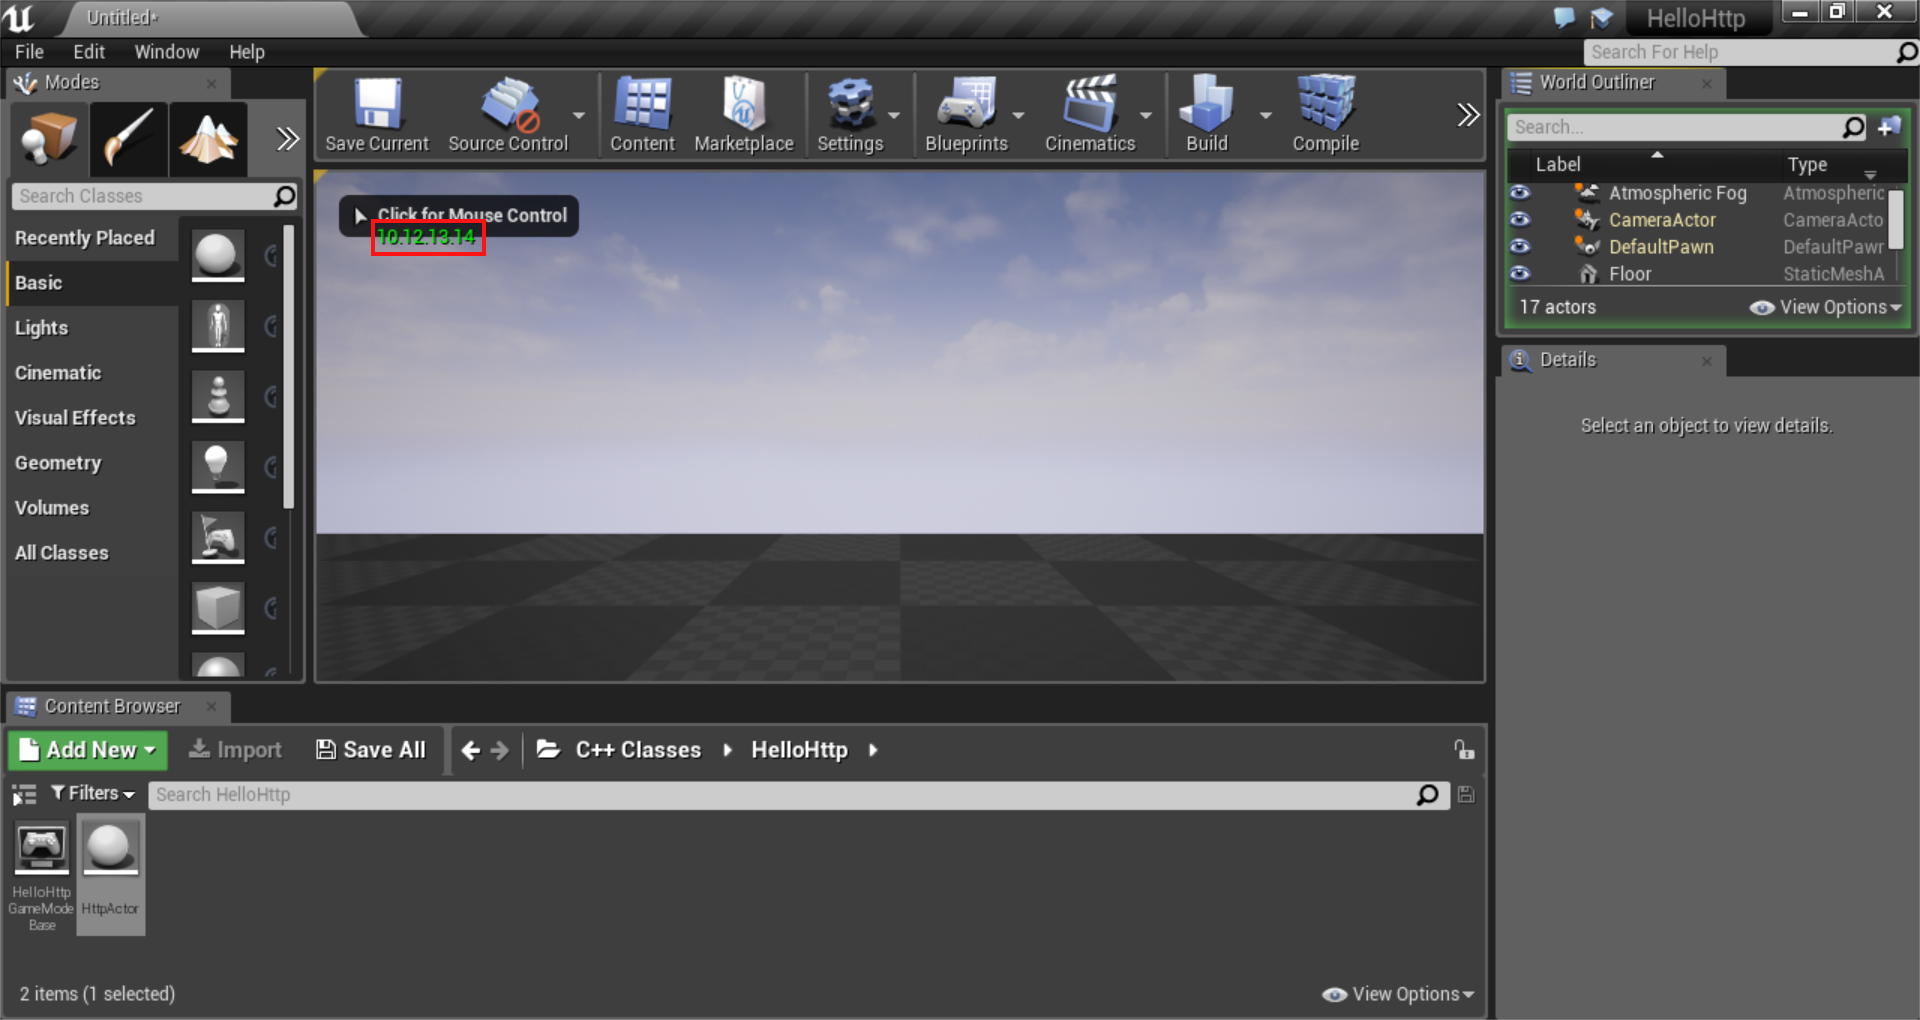 Untitled*
HelloHttp
File Edit Window Help
Search For Help
Modes
Save Current
Source Control
Content
Marketplace
Settings
Blueprints
Cinematics
Build
Compile
World Outliner
Search...
Label Type
Atmospheric Fog Atmospheric
CameraActor CameraActo
DefaultPawn DefaultPawr
Floor StaticMeshA
17 actors View Options
Search Classes
Recently Placed
Basic
Lights
Cinematic
Visual Effects
Geometry
Volumes
All Classes
Click for Mouse Control
10.12.13.14
Details
Select an object to view details.
Content Browser
Add New Import Save All C++ Classes HelloHttp
Filters Search HelloHttp
HelloHttp
GameMode
Base
HttpActor
2 items (1 selected) View Options